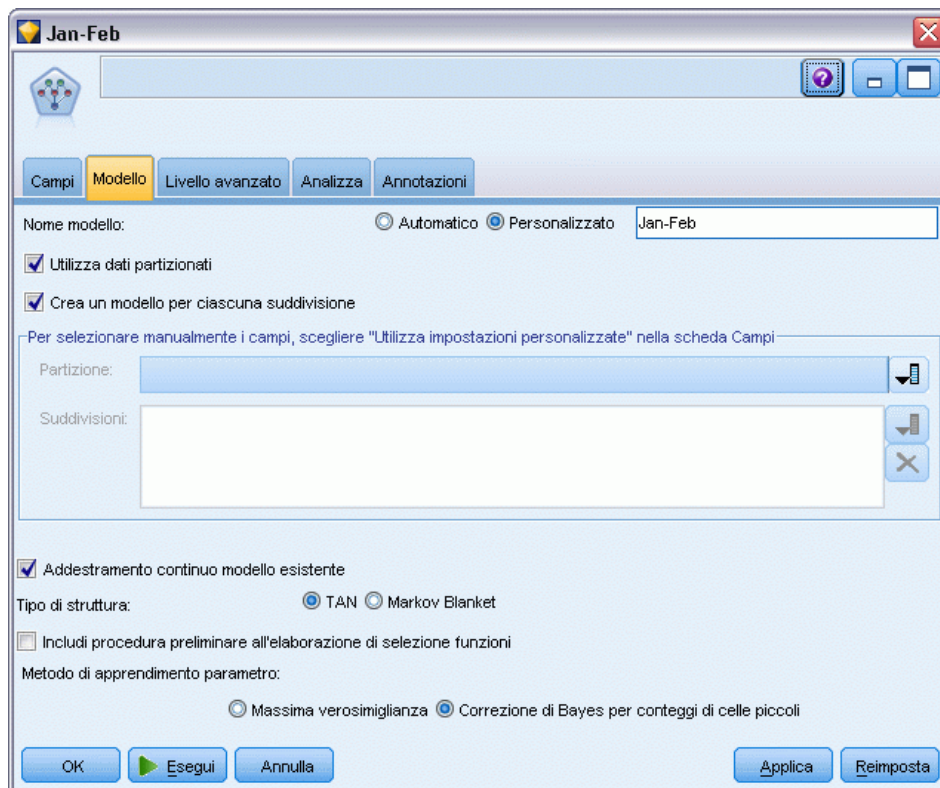 Jan-Feb
Campi Modello Livello avanzato Analizza Annotazioni
Nome modello: Automatico Personalizzato Jan-Feb
Utilizza dati partizionati
Crea un modello per ciascuna suddivisione
Per selezionare manualmente i campi, scegliere "Utilizza impostazioni personalizzate" nella scheda Campi
Partizione:
Suddivisioni:
Addestramento continuo modello esistente
Tipo di struttura: TAN Markov Blanket
Includi procedura preliminare all'elaborazione di selezione funzioni
Metodo di apprendimento parametro:
Massima verosimiglianza Correzione di Bayes per conteggi di celle piccoli
OK Esegui Annulla Applica Reimposta